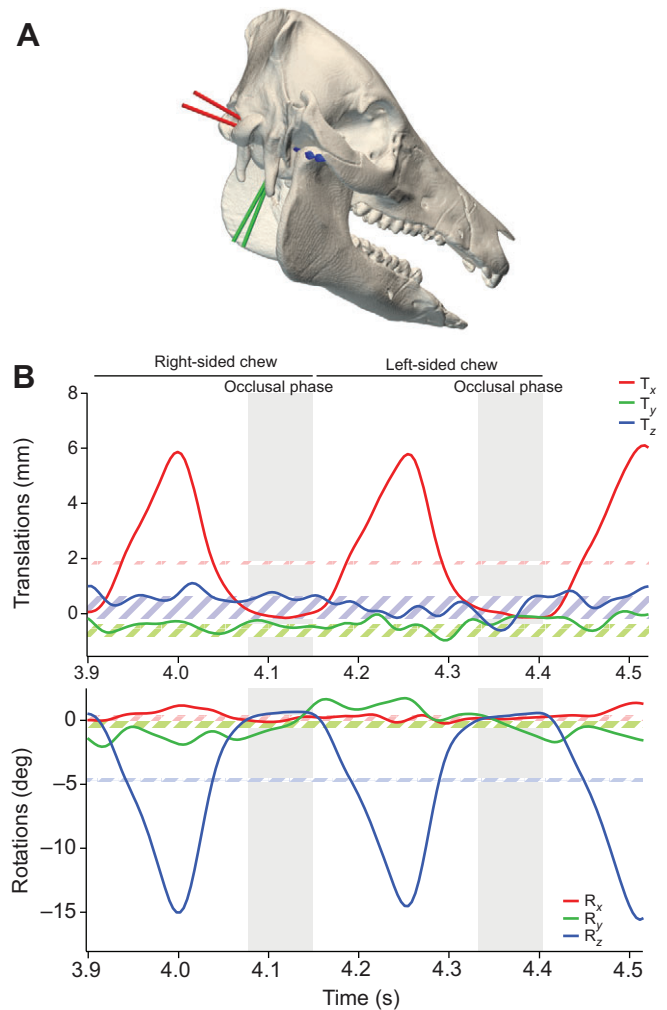 A
B
Right-sided chew
Left-sided chew
Occlusal phase
Occlusal phase
8
6
4
2
0
Translations (mm)
Tx
Ty
Tz
3.9 4.0 4.1 4.2 4.3 4.4 4.5
0
–5
–10
–15
Rotations (deg)
Rx
Ry
Rz
3.9 4.0 4.1 4.2 4.3 4.4 4.5
Time (s)